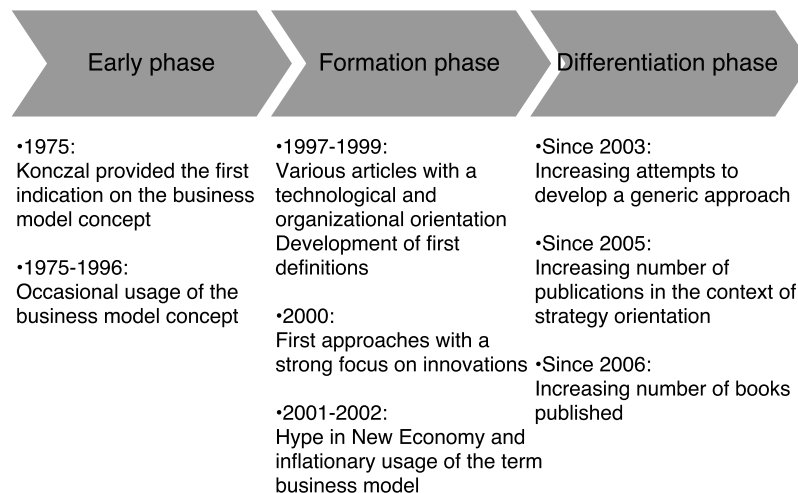 Early phase
Formation phase
Differentiation phase
•1975:
Konczal provided the first
indication on the business
model concept
•1975-1996:
Occasional usage of the
business model concept
•1997-1999:
Various articles with a
technological and
organizational orientation
Development of first
definitions
•2000:
First approaches with a
strong focus on innovations
•2001-2002:
Hype in New Economy and
inflationary usage of the term
business model
•Since 2003:
Increasing attempts to
develop a generic approach
•Since 2005:
Increasing number of
publications in the context of
strategy orientation
•Since 2006:
Increasing number of books
published